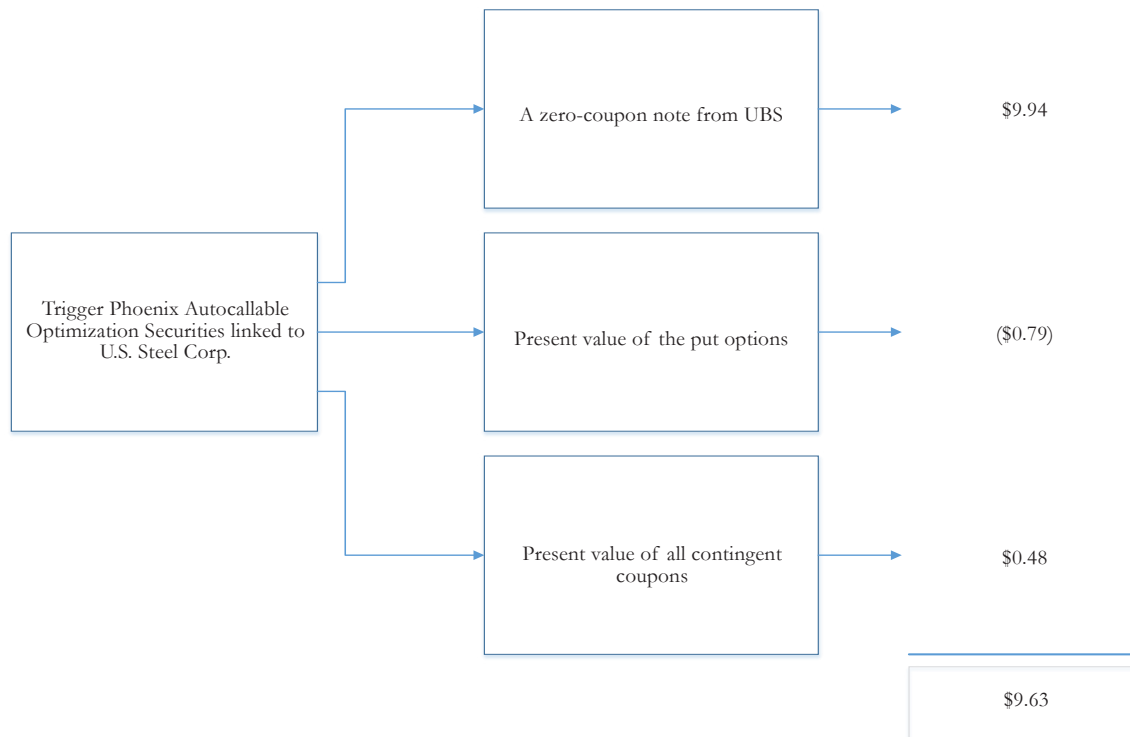 A zero-coupon note from UBS
$9.94
Trigger Phoenix Autocallable
Optimization Securities linked to
U.S. Steel Corp.
Present value of the put options
($0.79)
Present value of all contingent
coupons
$0.48
$9.63